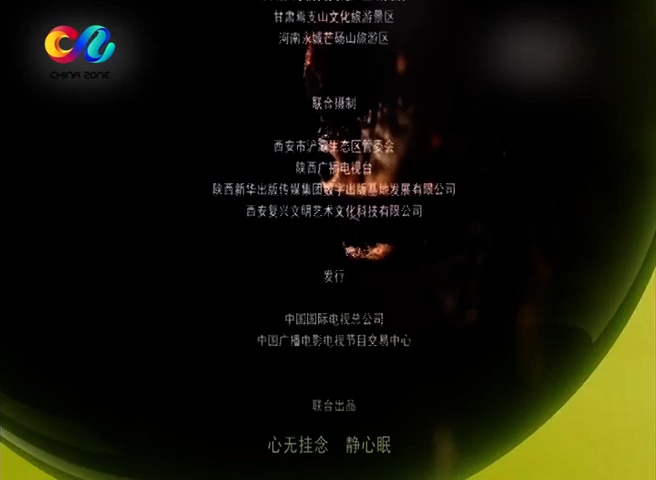 甘肃焉支山文化旅游景区
河南永城芒砀山旅游区
CHINA ZONE
联合摄制
西安市浐灞生态区管委会
陕西广播电视台
陕西新华出版传媒集团数字出版基地发展有限公司
西安复兴文明艺术文化科技有限公司
发行
中国国际电视总公司
中国广播电影电视节目交易中心
联合出品
心无挂念 静心眠